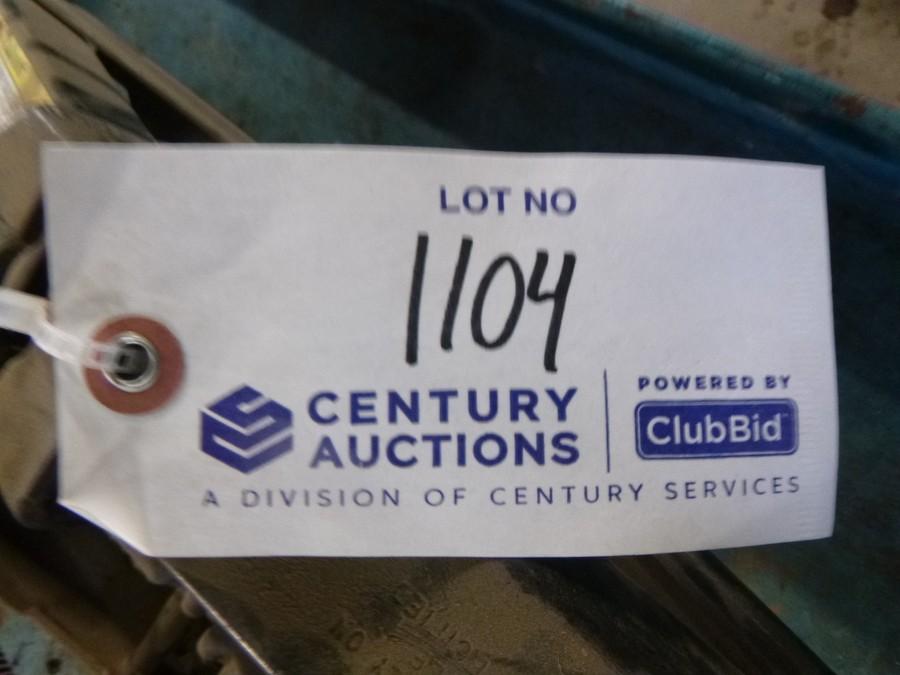 LOT NO
1104
CENTURY
AUCTIONS
POWERED BY
ClubBid
A DIVISION OF CENTURY SERVICES